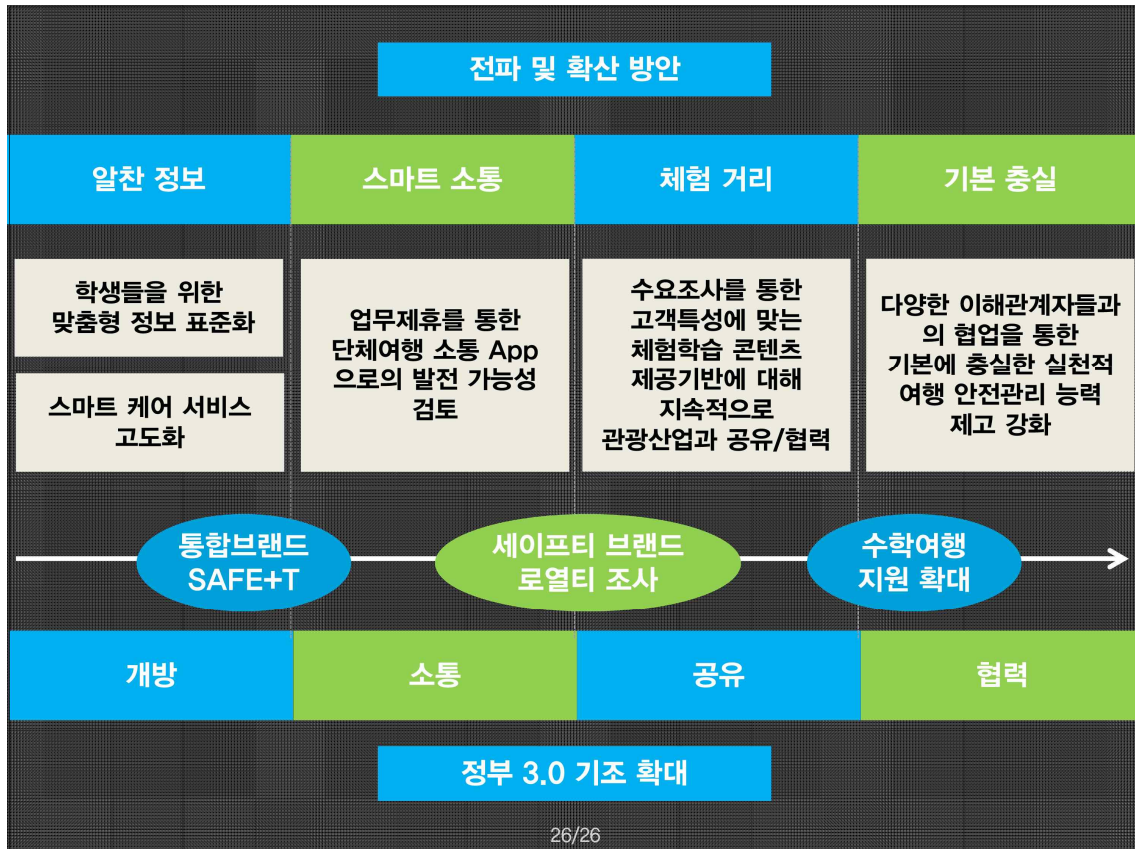 전파 및 확산 방안
알찬 정보
스마트 소통
체험 거리
기본 충실
학생들을 위한
맞춤형 정보 표준화
스마트 케어 서비스
고도화
업무제휴를 통한
단체여행 소통 App
으로의 발전 가능성
검토
수요조사를 통한
고객특성에 맞는
체험학습 콘텐츠
제공기반에 대해
지속적으로
관광산업과 공유/협력
다양한 이해관계자들과
의 협업을 통한
기본에 충실한 실천적
여행 안전관리 능력
제고 강화
통합브랜드
SAFE+T
세이프티 브랜드
로열티 조사
수학여행
지원 확대
개방
소통
공유
협력
정부 3.0 기조 확대
26/26